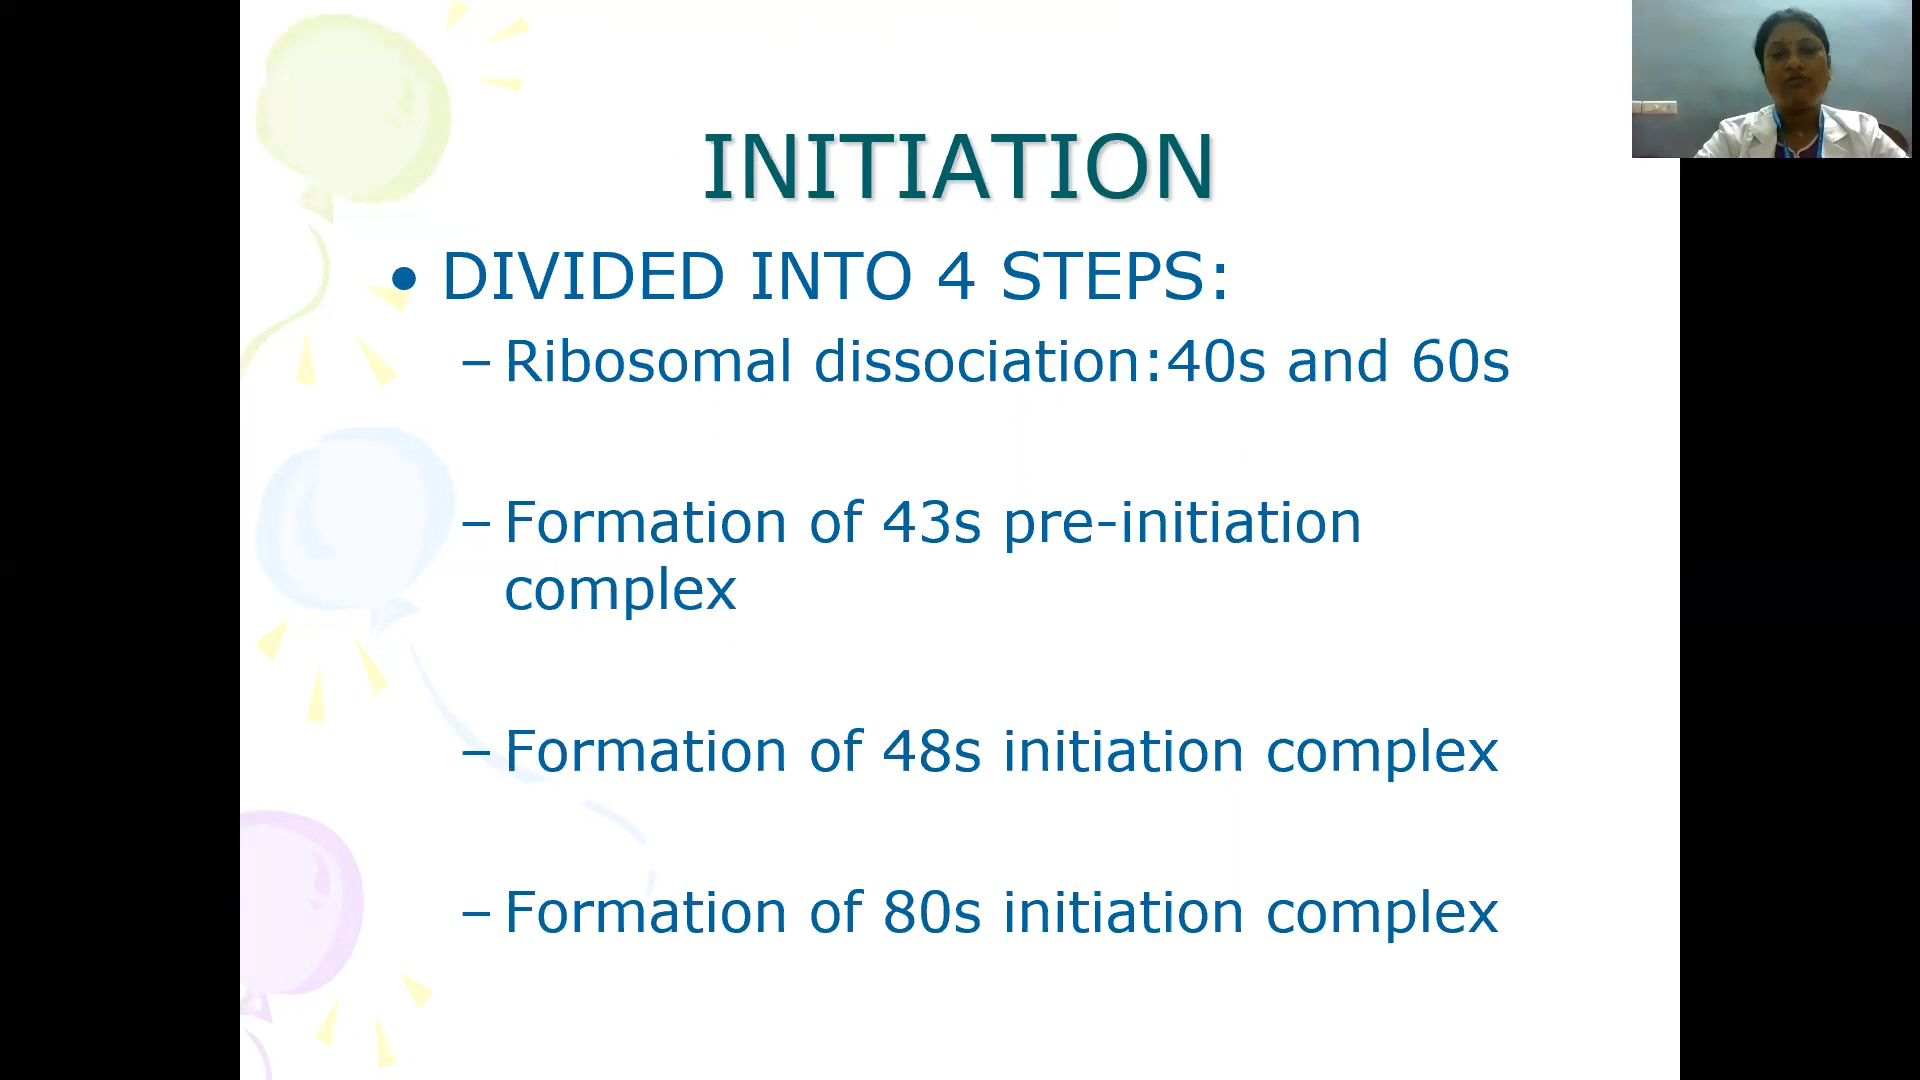 INITIATION
• DIVIDED INTO 4 STEPS:
– Ribosomal dissociation:40s and 60s
– Formation of 43s pre-initiation
complex
– Formation of 48s initiation complex
– Formation of 80s initiation complex